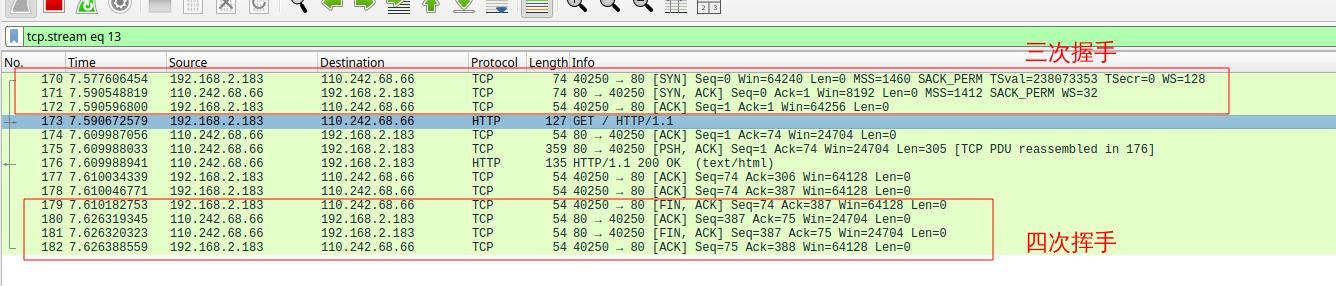 tcp.stream eq 13
三次握手
No. Time Source Destination Protocol Length Info
170 7.577606454 192.168.2.183 110.242.68.66 TCP 74 40250 → 80 [SYN] Seq=0 Win=64240 Len=0 MSS=1460 SACK_PERM TSval=238073353 TSecr=0 WS=128
171 7.590548819 110.242.68.66 192.168.2.183 TCP 74 80 → 40250 [SYN, ACK] Seq=0 Ack=1 Win=8192 Len=0 MSS=1412 SACK_PERM WS=32
172 7.590596800 192.168.2.183 110.242.68.66 TCP 54 40250 → 80 [ACK] Seq=1 Ack=1 Win=64256 Len=0
173 7.590672579 192.168.2.183 110.242.68.66 HTTP 127 GET / HTTP/1.1
174 7.609987056 110.242.68.66 192.168.2.183 TCP 54 80 → 40250 [ACK] Seq=1 Ack=74 Win=24704 Len=0
175 7.609988033 110.242.68.66 192.168.2.183 TCP 359 80 → 40250 [PSH, ACK] Seq=1 Ack=74 Win=24704 Len=305 [TCP PDU reassembled in 176]
176 7.609988941 110.242.68.66 192.168.2.183 HTTP 135 HTTP/1.1 200 OK (text/html)
177 7.610034339 192.168.2.183 110.242.68.66 TCP 54 40250 → 80 [ACK] Seq=74 Ack=306 Win=64128 Len=0
178 7.610046771 192.168.2.183 110.242.68.66 TCP 54 40250 → 80 [ACK] Seq=74 Ack=387 Win=64128 Len=0
179 7.610182753 192.168.2.183 110.242.68.66 TCP 54 40250 → 80 [FIN, ACK] Seq=74 Ack=387 Win=64128 Len=0
180 7.626319345 110.242.68.66 192.168.2.183 TCP 54 80 → 40250 [ACK] Seq=387 Ack=75 Win=24704 Len=0
181 7.626320323 110.242.68.66 192.168.2.183 TCP 54 80 → 40250 [FIN, ACK] Seq=387 Ack=75 Win=24704 Len=0
182 7.626388559 192.168.2.183 110.242.68.66 TCP 54 40250 → 80 [ACK] Seq=75 Ack=388 Win=64128 Len=0
四次挥手